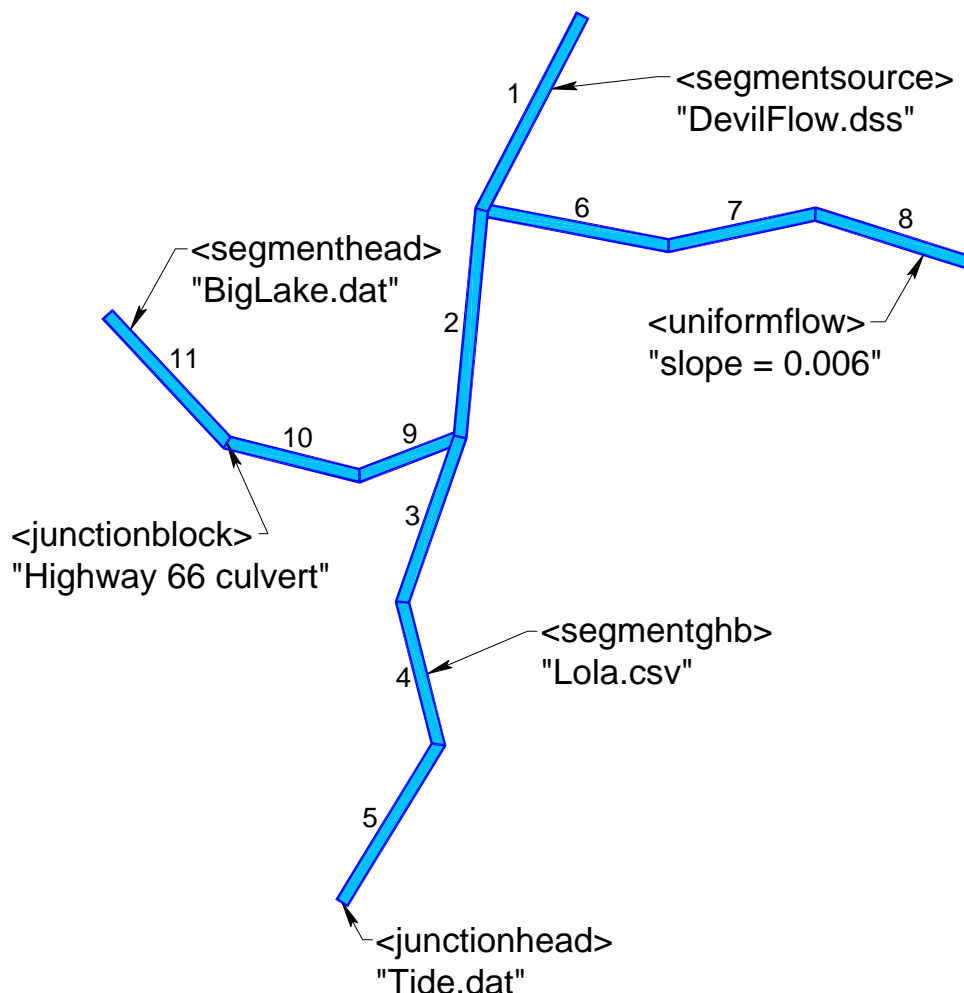 1
<segmentsource>
"DevilFlow.dss"
6
7
8
<segmenthead>
"BigLake.dat"
2
<uniformflow>
"slope = 0.006"
11
10
9
3
<junctionblock>
"Highway 66 culvert"
<segmentghb>
"Lola.csv"
4
5
<junctionhead>
"Tide.dat"